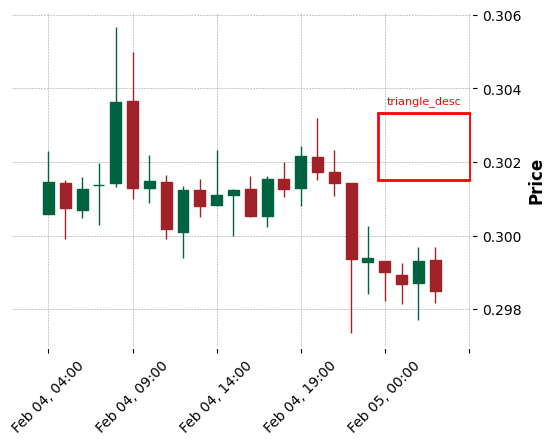 0.306
0.304
triangle_desc
0.302
0.300
0.298
Price
Feb 04, 04:00
Feb 04, 09:00
Feb 04, 14:00
Feb 04, 19:00
Feb 05, 00:00